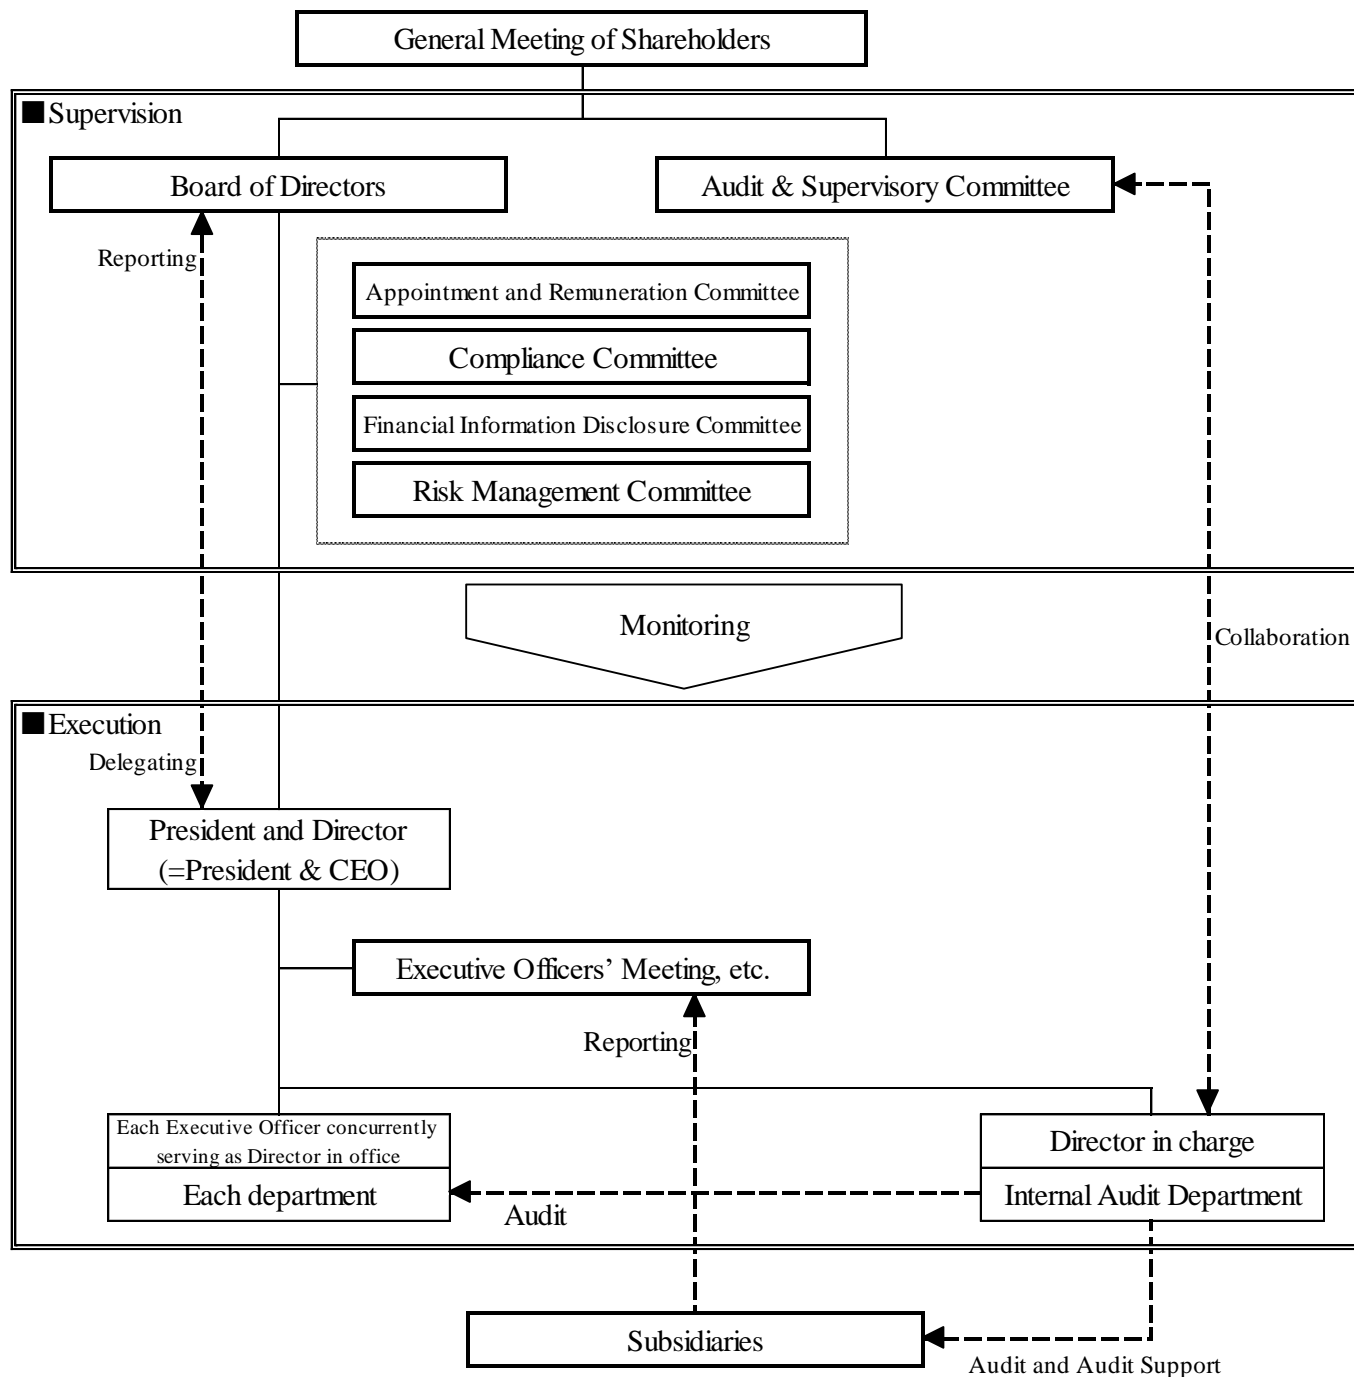 General Meeting of Shareholders
■ Supervision
Board of Directors
Audit & Supervisory Committee
Reporting
Appointment and Remuneration Committee
Compliance Committee
Financial Information Disclosure Committee
Risk Management Committee
Monitoring
Collaboration
■ Execution
Delegating
President and Director
(=President & CEO)
Executive Officers’ Meeting, etc.
Reporting
Each Executive Officer concurrently
serving as Director in office
Each department
Director in charge
Internal Audit Department
Audit
Subsidiaries
Audit and Audit Support